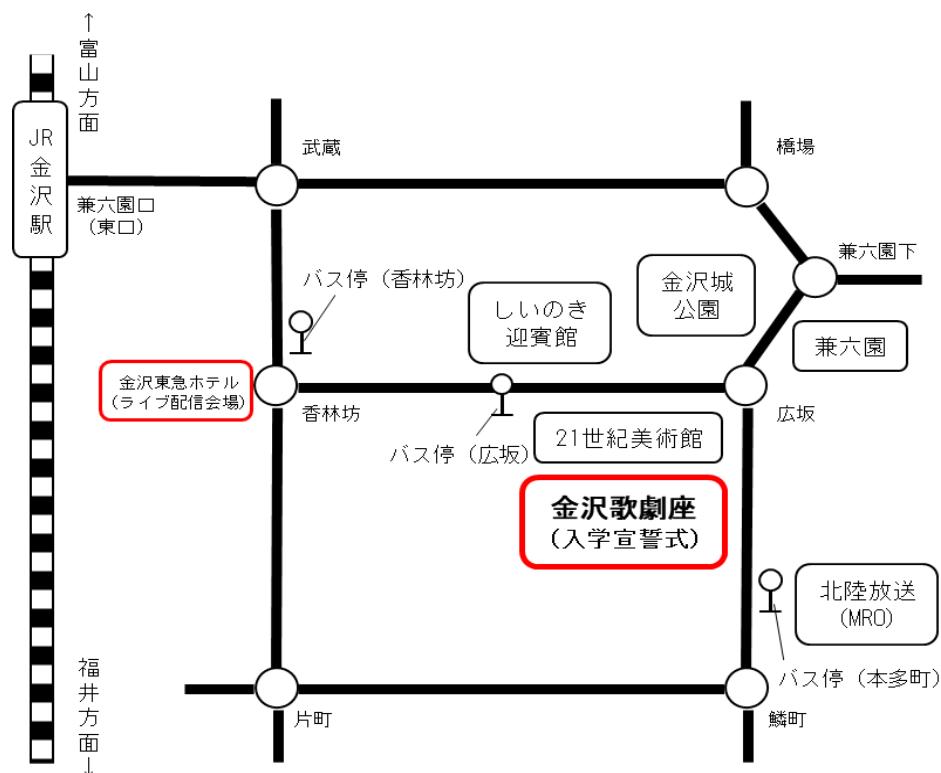 ↑富山方面
JR金沢駅
兼六園口
(東口)
武蔵
橋場
兼六園下
バス停(香林坊)
しいのき
迎賓館
金沢城
公園
兼六園
金沢東急ホテル
(ライブ配信会場)
香林坊
広坂
バス停(広坂)
21世紀美術館
金沢歌劇座
(入学宣誓式)
北陸放送
(MRO)
バス停(本多町)
片町
鱗町
福井方面↓